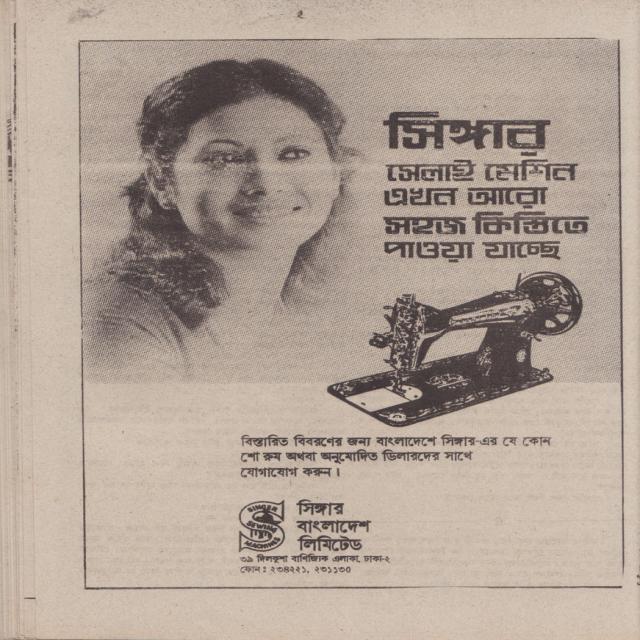 সিঙ্গার
সেলাই মেশিন
এখন আরো
সহজ কিস্তিতে
পাওয়া যাচ্ছে
বিস্তারিত বিবরণের জন্য বাংলাদেশে সিঙ্গার-এর যে কোন
শো রুম অথবা অনুমোদিত ডিলারদের সাথে
যোগাযোগ করুন।
SINGER
SEWING
MACHINES
সিঙ্গার
বাংলাদেশ
লিমিটেড
৩৯ দিলকুশা বাণিজ্যিক এলাকা, ঢাকা-২
ফোন: ২৩৪২২১, ২৩১১৩৫